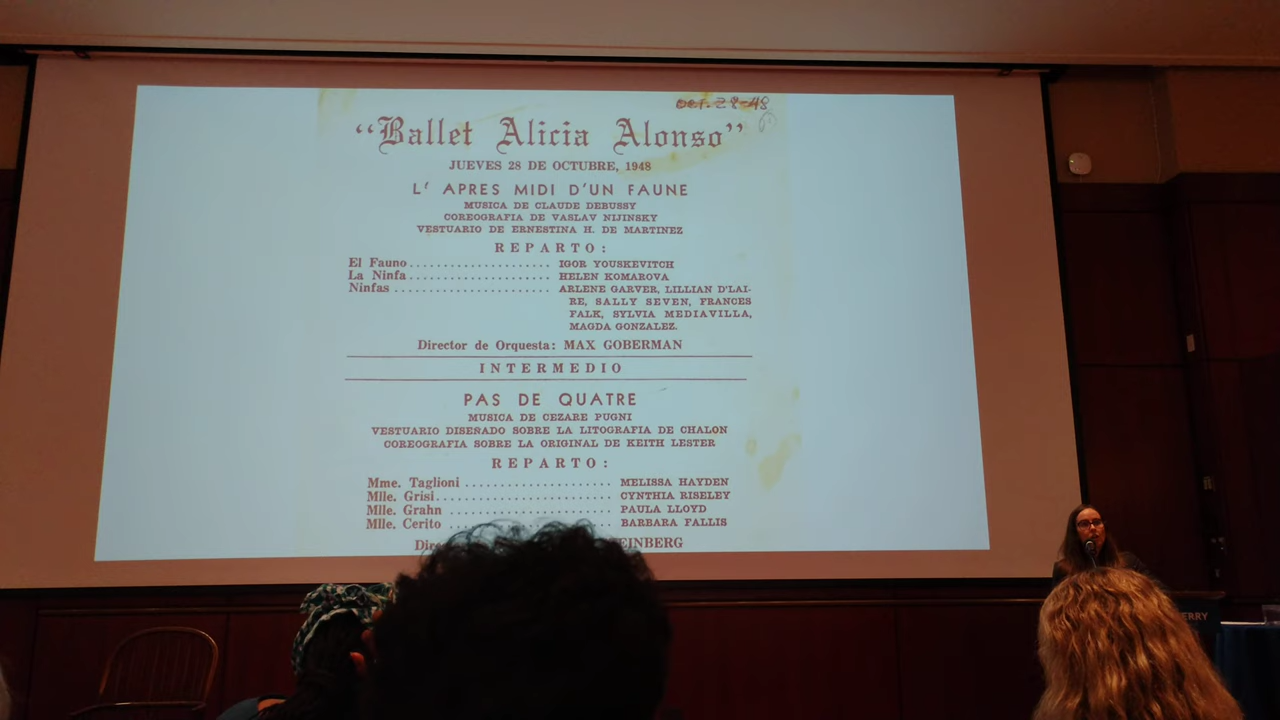 oct. 28-48
“Ballet Alicia Alonso”
JUEVES 28 DE OCTUBRE, 1948
L' APRES MIDI D'UN FAUNE
MUSICA DE CLAUDE DEBUSSY
COREOGRAFIA DE VASLAV NIJINSKY
VESTUARIO DE ERNESTINA H. DE MARTINEZ
REPARTO:
El Fauno ...................... IGOR YOUSKEVITCH
La Ninfa ...................... HELEN KOMAROVA
Ninfas ........................ ARLENE GARVER, LILLIAN D'LAI-
RE, SALLY SEVEN, FRANCES
FALK, SYLVIA MEDIAVILLA,
MAGDA GONZALEZ.
Director de Orquesta: MAX GOBERMAN
INTERMEDIO
PAS DE QUATRE
MUSICA DE CEZARE PUGNI
VESTUARIO DISEÑADO SOBRE LA LITOGRAFIA DE CHALON
COREOGRAFIA SOBRE LA ORIGINAL DE KEITH LESTER
REPARTO:
Mme. Taglioni ...................... MELISSA HAYDEN
Mlle. Grisi ......................... CYNTHIA RISELEY
Mlle. Grahn ........................ PAULA LLOYD
Mlle. Cerito ....................... BARBARA FALLIS